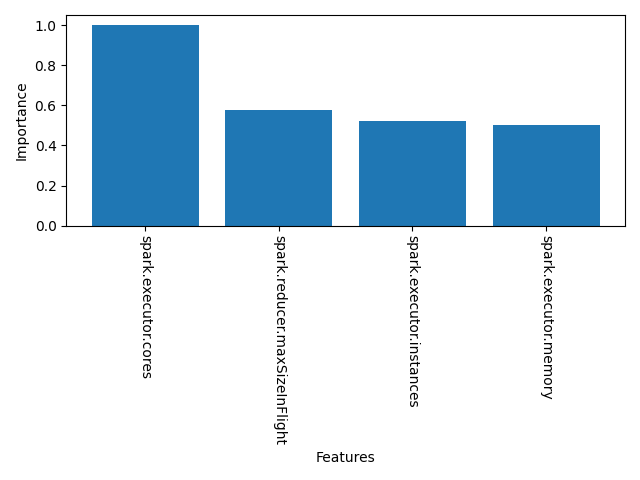 1.0
0.8
0.6
0.4
0.2
0.0
Importance
spark.executor.cores
spark.reducer.maxSizeInFlight
spark.executor.instances
spark.executor.memory
Features